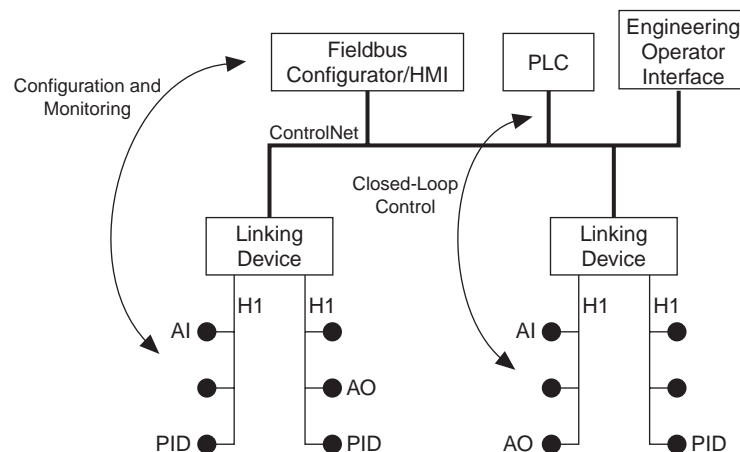 Fieldbus
Configurator/HMI
PLC
Engineering
Operator
Interface
Configuration and
Monitoring
ControlNet
Closed-Loop
Control
Linking
Device
Linking
Device
H1
H1
H1
H1
AI
AI
AO
PID
PID
AO
PID